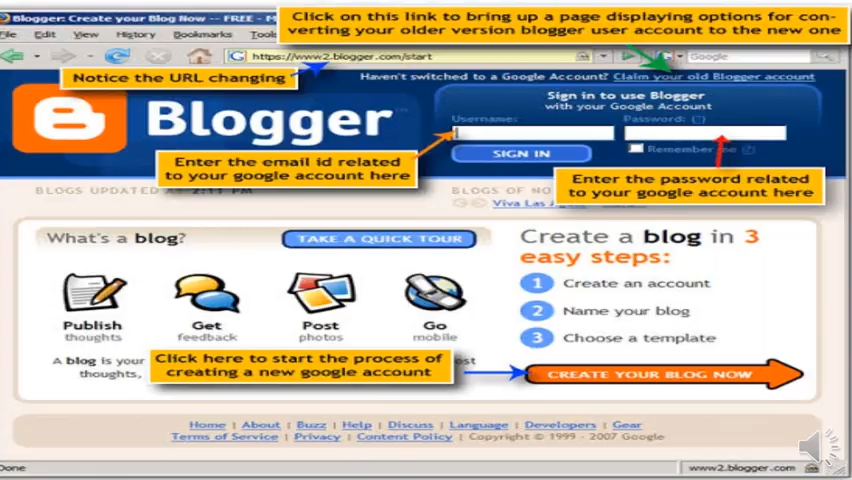 Blogger: Create your Blog Now -- FREE - M
Click on this link to bring up a page displaying options for con-
verting your older version blogger user account to the new one
File Edit View History Bookmarks Tools
https://www2.blogger.com/start
Google
Notice the URL changing
Haven't switched to a Google Account? Claim your old Blogger account
Blogger
Sign in to use Blogger
with your Google Account
Username:
Password: (?)
SIGN IN
Remember me (?)
Enter the email id related
to your google account here
Enter the password related
to your google account here
BLOGS UPDATED AT 2:11 PM
BLOGS OF NO
Viva Las
What's a blog?
TAKE A QUICK TOUR
Create a blog in 3
easy steps:
1 Create an account
2 Name your blog
3 Choose a template
Publish
thoughts
Get
feedback
Post
photos
Go
mobile
A blog is your
thoughts,
ost
Click here to start the process of
creating a new google account
CREATE YOUR BLOG NOW
Home | About | Buzz | Help | Discuss | Language | Developers | Gear
Terms of Service | Privacy | Content Policy | Copyright © 1999 - 2007 Google
Done
www2.blogger.com